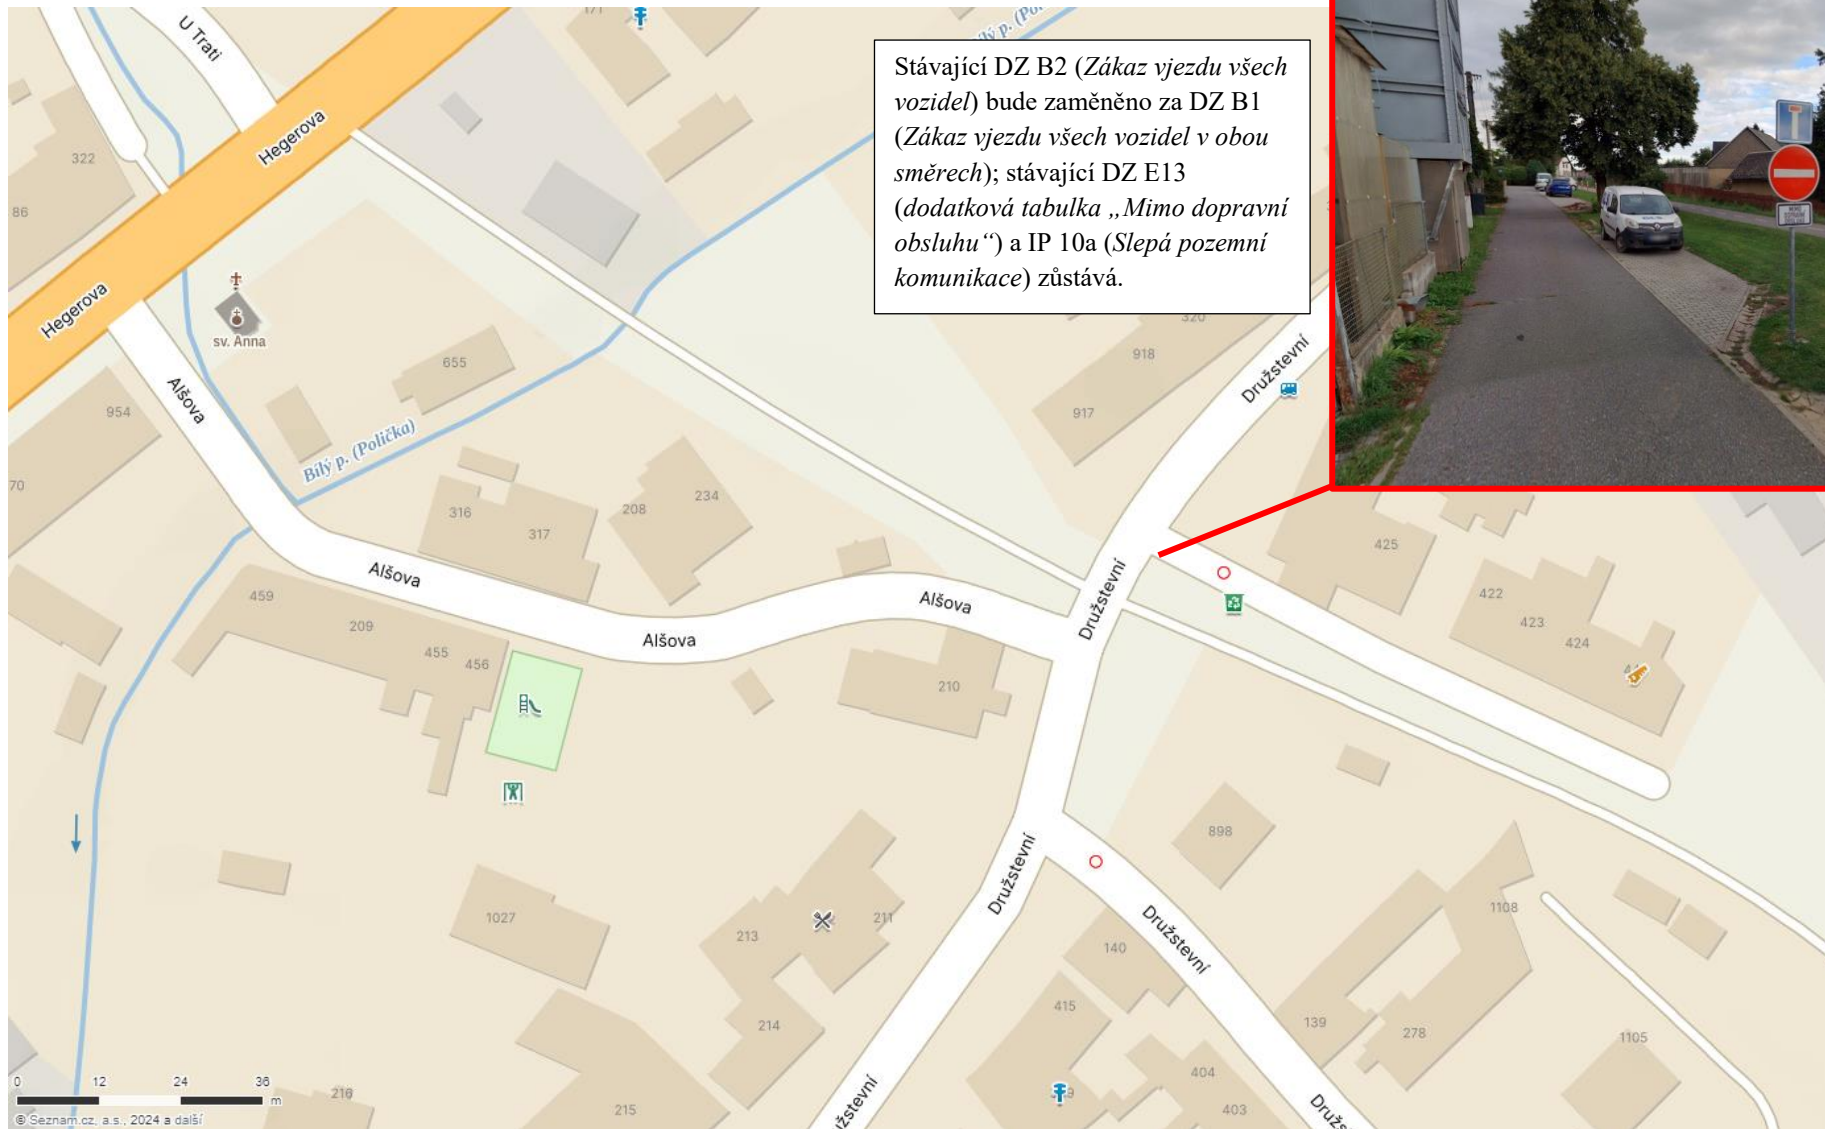 U Trati
171
Hegerova
322
86
Hegerova
sv. Anna
Stávající DZ B2 (Zákaz vjezdu všech
vozidel) bude zaměněno za DZ B1
(Zákaz vjezdu všech vozidel v obou
směrech); stávající DZ E13
(dodatková tabulka „Mimo dopravní
obsluhu“) a IP 10a (Slepá pozemní
komunikace) zůstává.
320
918
917
Družstevní
655
Alšova
954
Bílý p. (Polička)
70
316
317
208
234
Alšova
Alšova
Alšova
Družstevní
425
422
423
424
459
209
455
456
210
898
1027
213
211
214
215
216
Družstevní
Družstevní
140
415
139
278
1108
1105
404
403
0 12 24 36 m
© Seznam.cz, a.s., 2024 a další